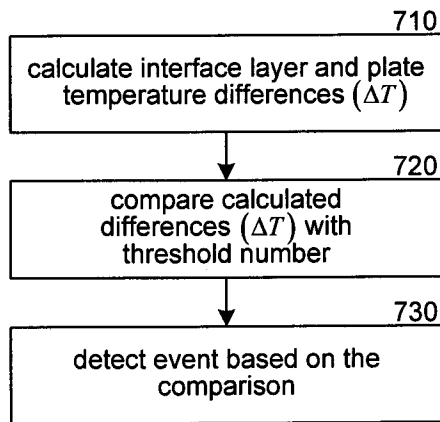 710
calculate interface layer and plate
temperature differences (ΔT)
720
compare calculated
differences (ΔT) with
threshold number
730
detect event based on the
comparison